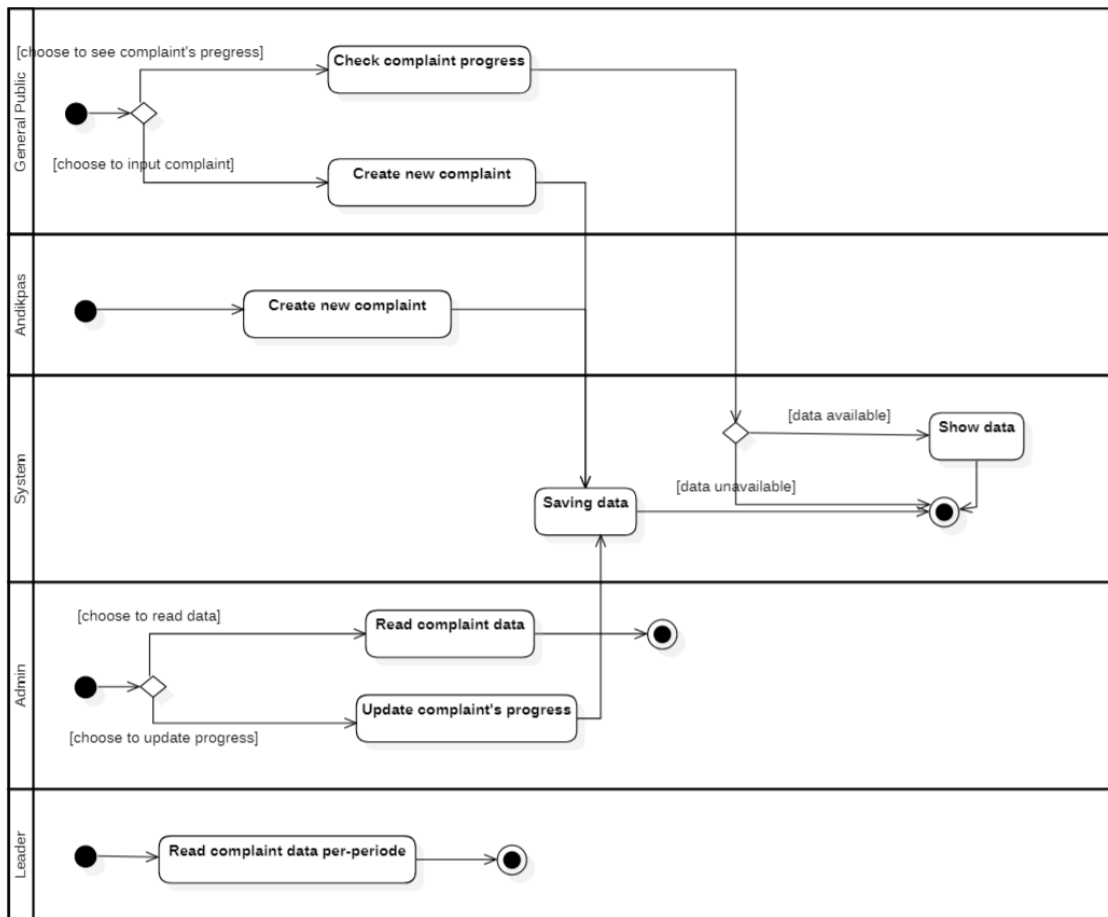 General Public
[choose to see complaint's pregress]
Check complaint progress
[choose to input complaint]
Create new complaint
Andikpas
Create new complaint
System
[data available]
Show data
[data unavailable]
Saving data
Admin
[choose to read data]
Read complaint data
Update complaint's progress
[choose to update progress]
Leader
Read complaint data per-periode